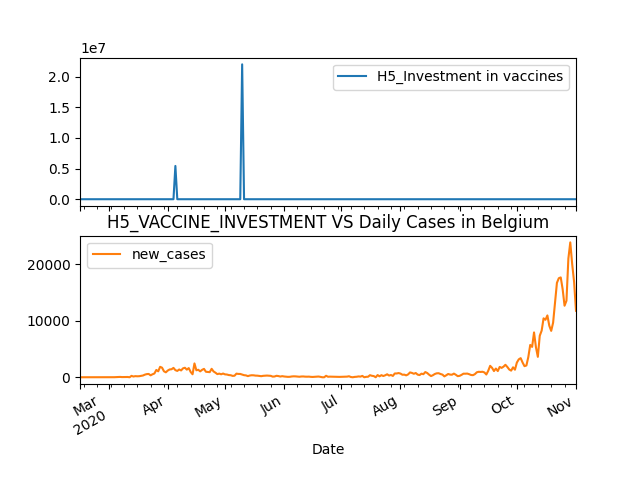 1e7
H5_Investment in vaccines
2.0
1.5
1.0
0.5
0.0
H5_VACCINE_INVESTMENT VS Daily Cases in Belgium
new_cases
20000
10000
0
Mar Apr May Jun Jul Aug Sep Oct Nov
2020
Date